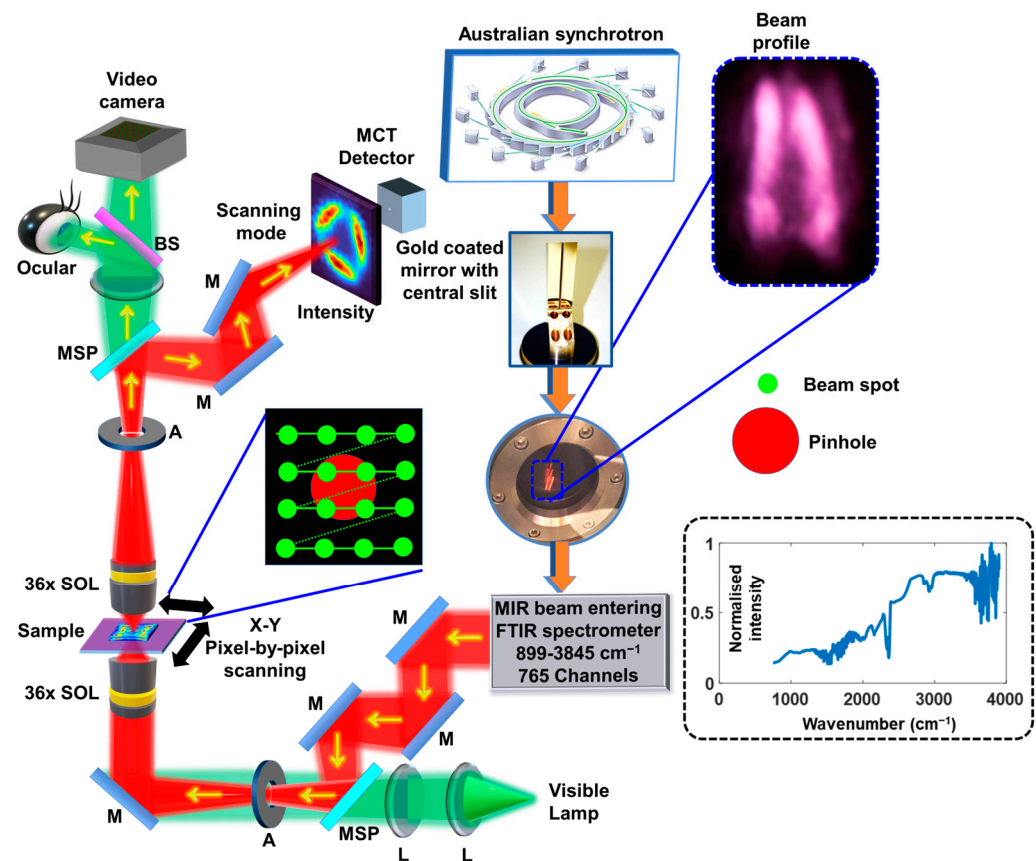 Australian synchrotron
Beam
profile
Video
camera
MCT
Detector
Scanning
mode
BS
Ocular
M
Gold coated
mirror with
central slit
Intensity
MSP
M
Beam spot
A
Pinhole
36x SOL
Sample
X-Y
Pixel-by-pixel
scanning
36x SOL
M
MIR beam entering
FTIR spectrometer
899-3845 cm⁻¹
765 Channels
M
M
M
A
MSP
L
L
Visible
Lamp
1
0.5
0
Normalised
intensity
1000
2000
3000
4000
Wavenumber (cm⁻¹)